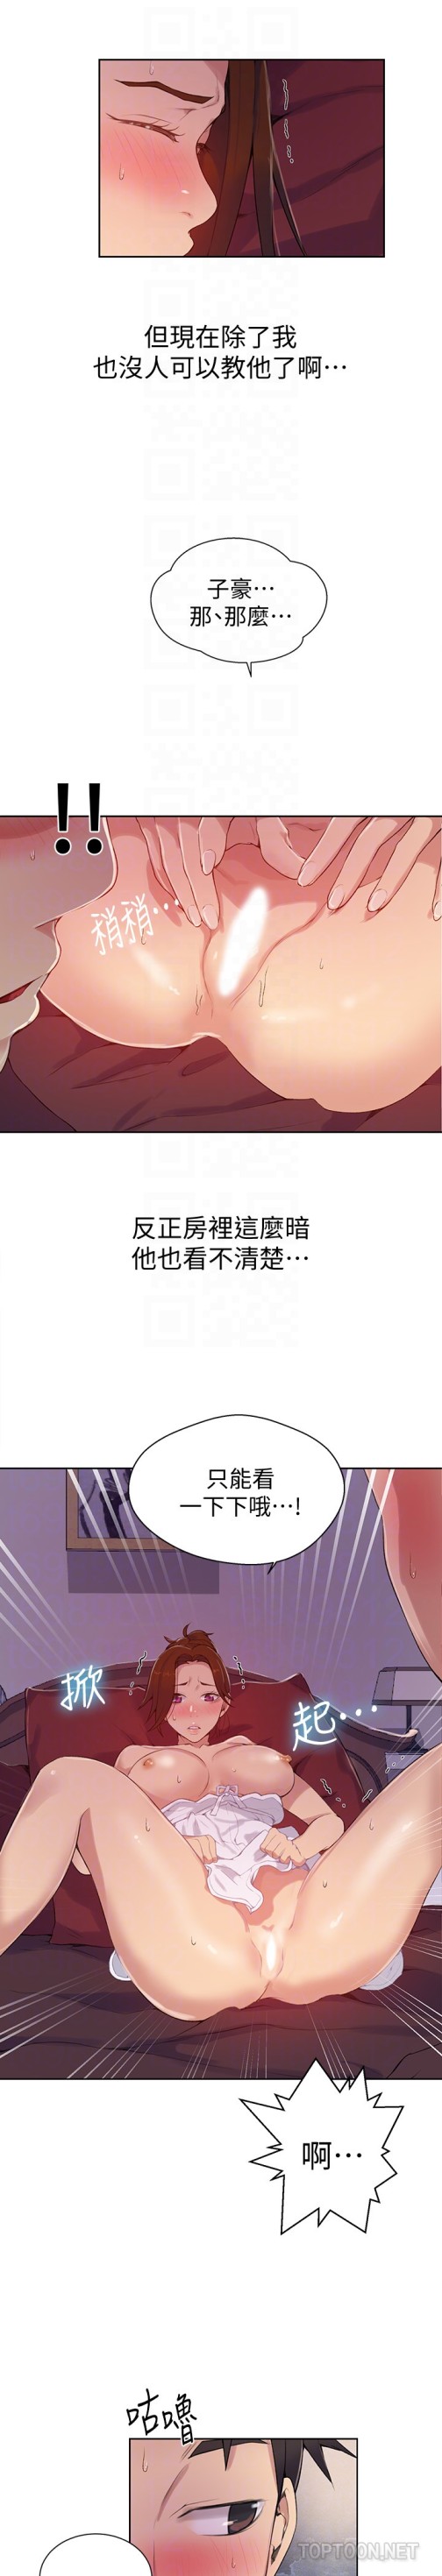 但現在除了我
也沒人可以教他了啊⋯
子豪⋯
那、那麼⋯
!!
稍稍⋯
反正房裡這麼暗
他也看不清楚⋯
只能看
一下下哦⋯!
掀
起⋯
啊⋯
咕嚕
TOPTOON.NET